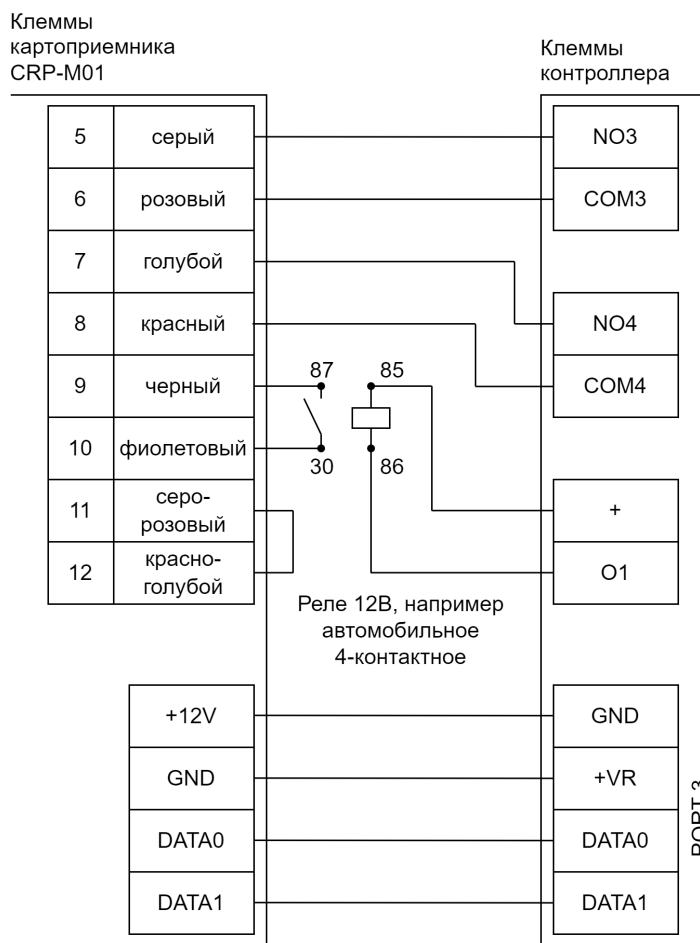 Клеммы
картоприемника
CRP-M01
Клеммы
контроллера
5 серый NO3
6 розовый COM3
7 голубой
8 красный NO4
87 85
9 черный COM4
10 фиолетовый
30 86
11 серо-
розовый +
12 красно-
голубой O1
Реле 12В, например
автомобильное
4-контактное
+12V GND
GND +VR
DATA0 DATA0
DATA1 DATA1
PORT 3